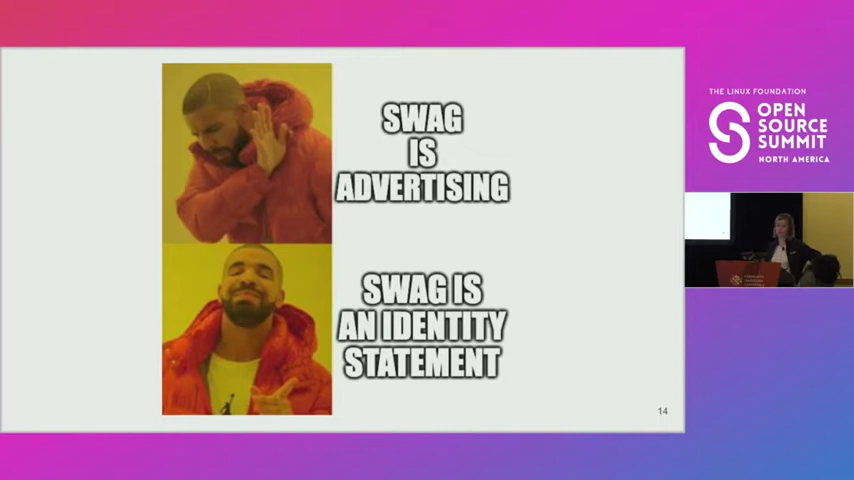 SWAG
IS
ADVERTISING
SWAG IS
AN IDENTITY
STATEMENT
14
THE LINUX FOUNDATION
OPEN
SOURCE
SUMMIT
NORTH AMERICA